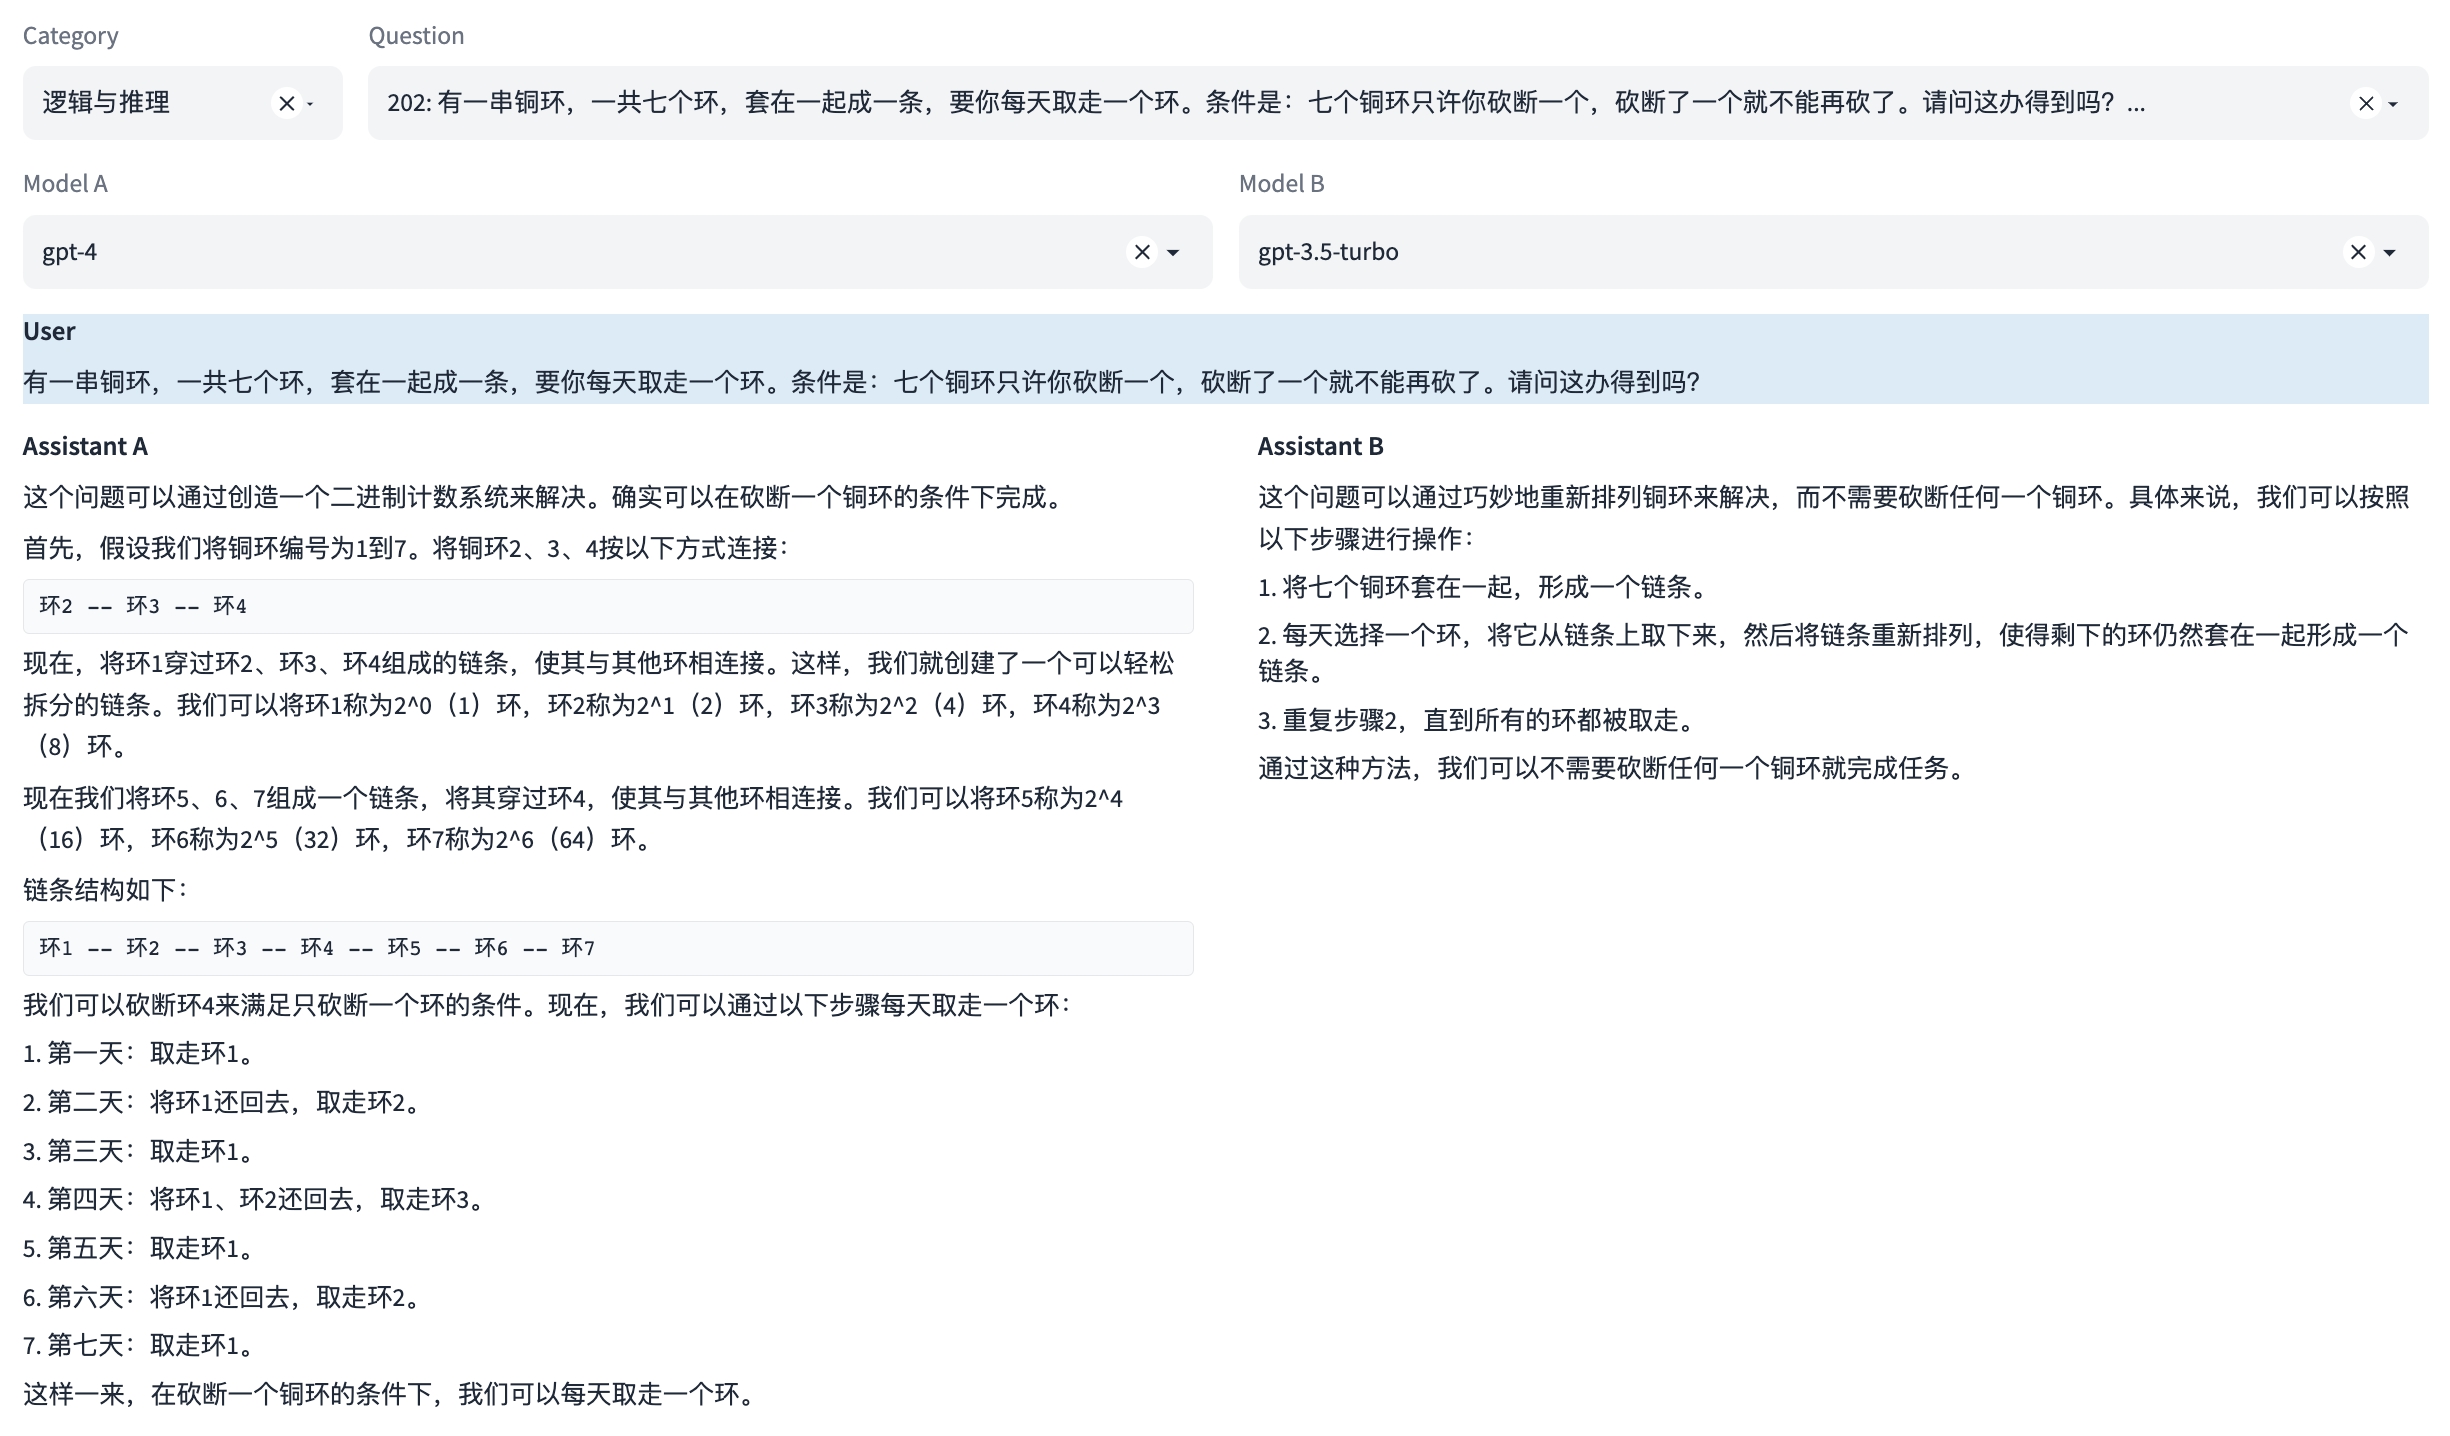 Category
Question
逻辑与推理
202: 有一串铜环，一共七个环，套在一起成一条，要你每天取走一个环。条件是：七个铜环只许你砍断一个，砍断了一个就不能再砍了。请问这办得到吗？ ...
Model A
Model B
gpt-4
gpt-3.5-turbo
User
有一串铜环，一共七个环，套在一起成一条，要你每天取走一个环。条件是：七个铜环只许你砍断一个，砍断了一个就不能再砍了。请问这办得到吗？
Assistant A
这个问题可以通过创造一个二进制计数系统来解决。确实可以在砍断一个铜环的条件下完成。
首先，假设我们将铜环编号为1到7。将铜环2、3、4按以下方式连接：
环2 -- 环3 -- 环4
现在，将环1穿过环2、环3、环4组成的链条，使其与其他环相连接。这样，我们就创建了一个可以轻松
拆分的链条。我们可以将环1称为2^0（1）环，环2称为2^1（2）环，环3称为2^2（4）环，环4称为2^3
（8）环。
现在我们将环5、6、7组成一个链条，将其穿过环4，使其与其他环相连接。我们可以将环5称为2^4
（16）环，环6称为2^5（32）环，环7称为2^6（64）环。
链条结构如下：
环1 -- 环2 -- 环3 -- 环4 -- 环5 -- 环6 -- 环7
我们可以砍断环4来满足只砍断一个环的条件。现在，我们可以通过以下步骤每天取走一个环：
1. 第一天：取走环1。
2. 第二天：将环1还回去，取走环2。
3. 第三天：取走环1。
4. 第四天：将环1、环2还回去，取走环3。
5. 第五天：取走环1。
6. 第六天：将环1还回去，取走环2。
7. 第七天：取走环1。
这样一来，在砍断一个铜环的条件下，我们可以每天取走一个环。
Assistant B
这个问题可以通过巧妙地重新排列铜环来解决，而不需要砍断任何一个铜环。具体来说，我们可以按照
以下步骤进行操作：
1. 将七个铜环套在一起，形成一个链条。
2. 每天选择一个环，将它从链条上取下来，然后将链条重新排列，使得剩下的环仍然套在一起形成一个
链条。
3. 重复步骤2，直到所有的环都被取走。
通过这种方法，我们可以不需要砍断任何一个铜环就完成任务。